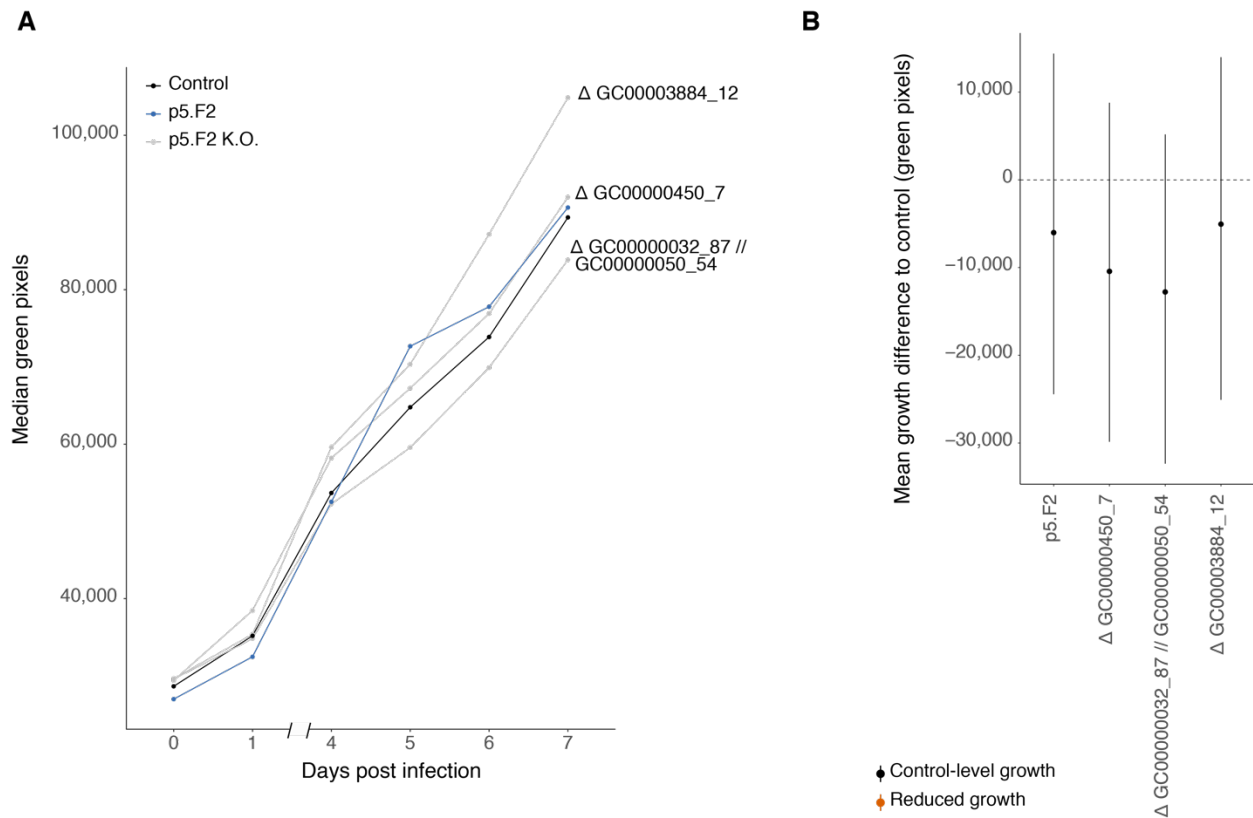 A
Median green pixels
100,000
80,000
60,000
40,000
Control
p5.F2
p5.F2 K.O.
Δ GC00003884_12
Δ GC00000450_7
Δ GC00000032_87 //
GC00000050_54
0 1 4 5 6 7
Days post infection
B
Mean growth difference to control (green pixels)
10,000
0
−10,000
−20,000
−30,000
p5.F2
Δ GC00000450_7
Δ GC00000032_87 // GC00000050_54
Δ GC00003884_12
Control-level growth
Reduced growth